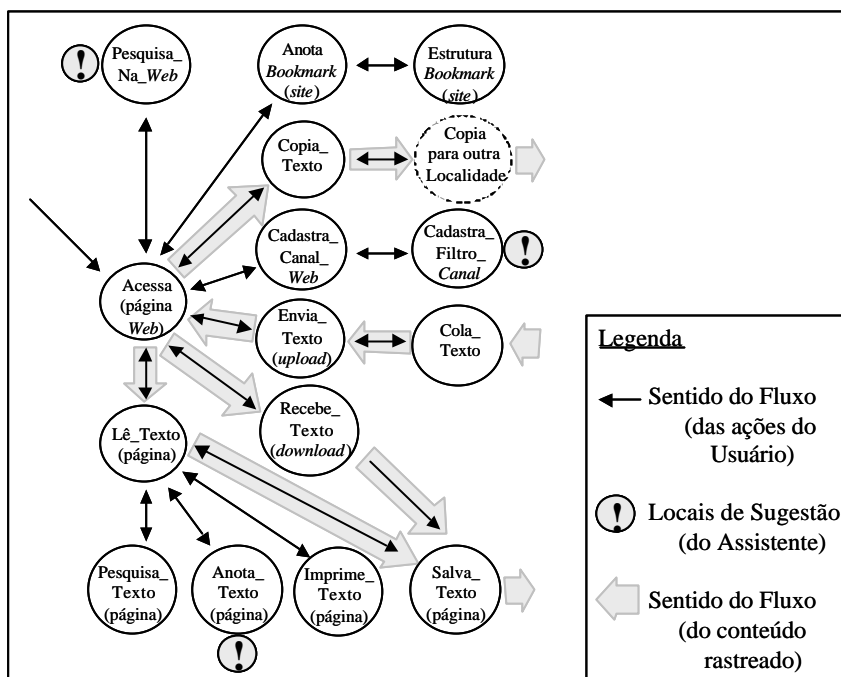 !
Pesquisa_
Na_Web
Anota
Bookmark
(site)
Estrutura
Bookmark
(site)
Copia_
Texto
Copia
para outra
Localidade
Cadastra_
Canal_
Web
Cadastra_
Filtro_
Canal
!
Acessa
(página
Web)
Envia_
Texto
(upload)
Cola_
Texto
Lê_Texto
(página)
Recebe_
Texto
(download)
Pesquisa_
Texto
(página)
Anota_
Texto
(página)
!
Imprime_
Texto
(página)
Salva_
Texto
(página)
Legenda
Sentido do Fluxo
(das ações do
Usuário)
!
Locais de Sugestão
(do Assistente)
Sentido do Fluxo
(do conteúdo
rastreado)